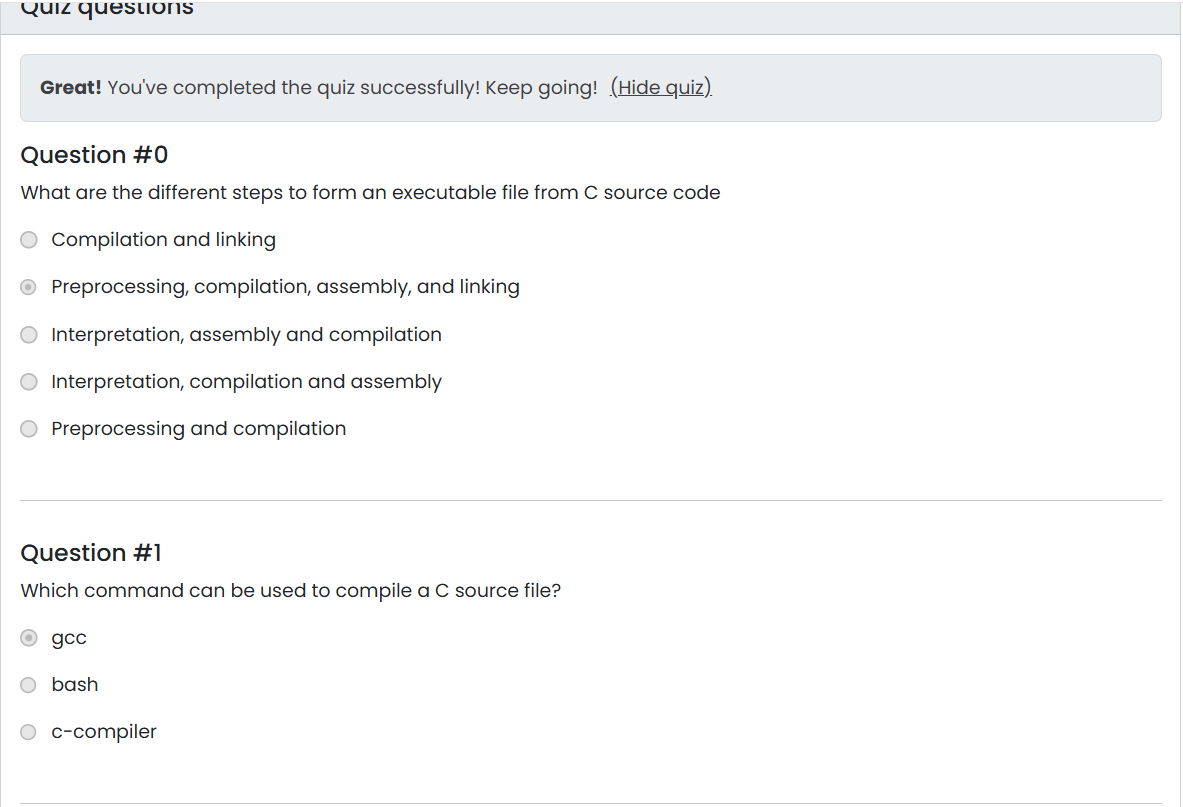 Quiz questions
Great! You've completed the quiz successfully! Keep going! (Hide quiz)
Question #0
What are the different steps to form an executable file from C source code
Compilation and linking
Preprocessing, compilation, assembly, and linking
Interpretation, assembly and compilation
Interpretation, compilation and assembly
Preprocessing and compilation
Question #1
Which command can be used to compile a C source file?
gcc
bash
c-compiler